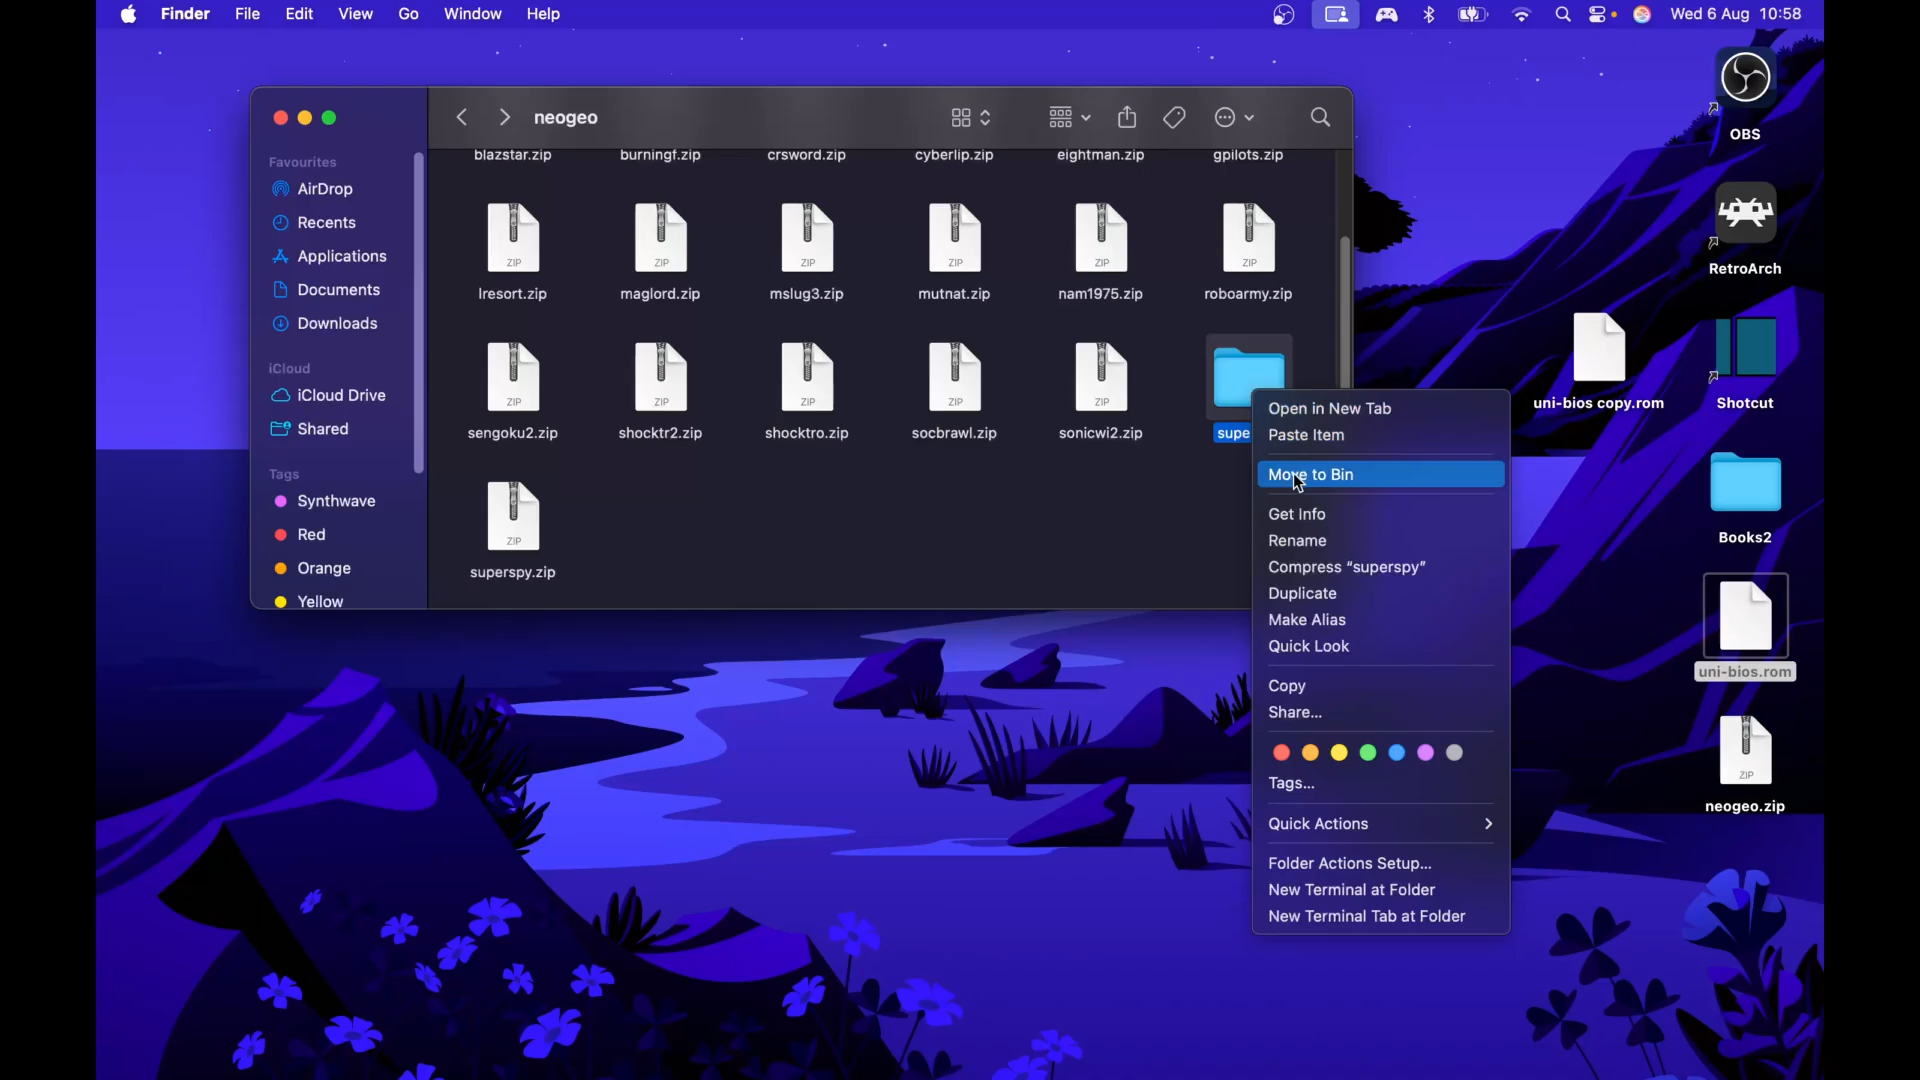 Finder File Edit View Go Window Help
Wed 6 Aug 10:58
neogeo
Favourites
AirDrop
Recents
Applications
Documents
Downloads
iCloud
iCloud Drive
Shared
Tags
Synthwave
Red
Orange
Yellow
blazstar.zip burningf.zip crsword.zip cyberlip.zip eightman.zip gpilots.zip
ZIP ZIP ZIP ZIP ZIP ZIP
lresort.zip maglord.zip mslug3.zip mutnat.zip nam1975.zip roboarmy.zip
ZIP ZIP ZIP ZIP ZIP
sengoku2.zip shocktr2.zip shocktro.zip socbrawl.zip sonicwi2.zip supe
ZIP
superspy.zip
Open in New Tab
Paste Item
Move to Bin
Get Info
Rename
Compress “superspy”
Duplicate
Make Alias
Quick Look
Copy
Share...
Tags...
Quick Actions
Folder Actions Setup...
New Terminal at Folder
New Terminal Tab at Folder
OBS
RetroArch
uni-bios copy.rom
Shotcut
Books2
uni-bios.rom
ZIP
neogeo.zip